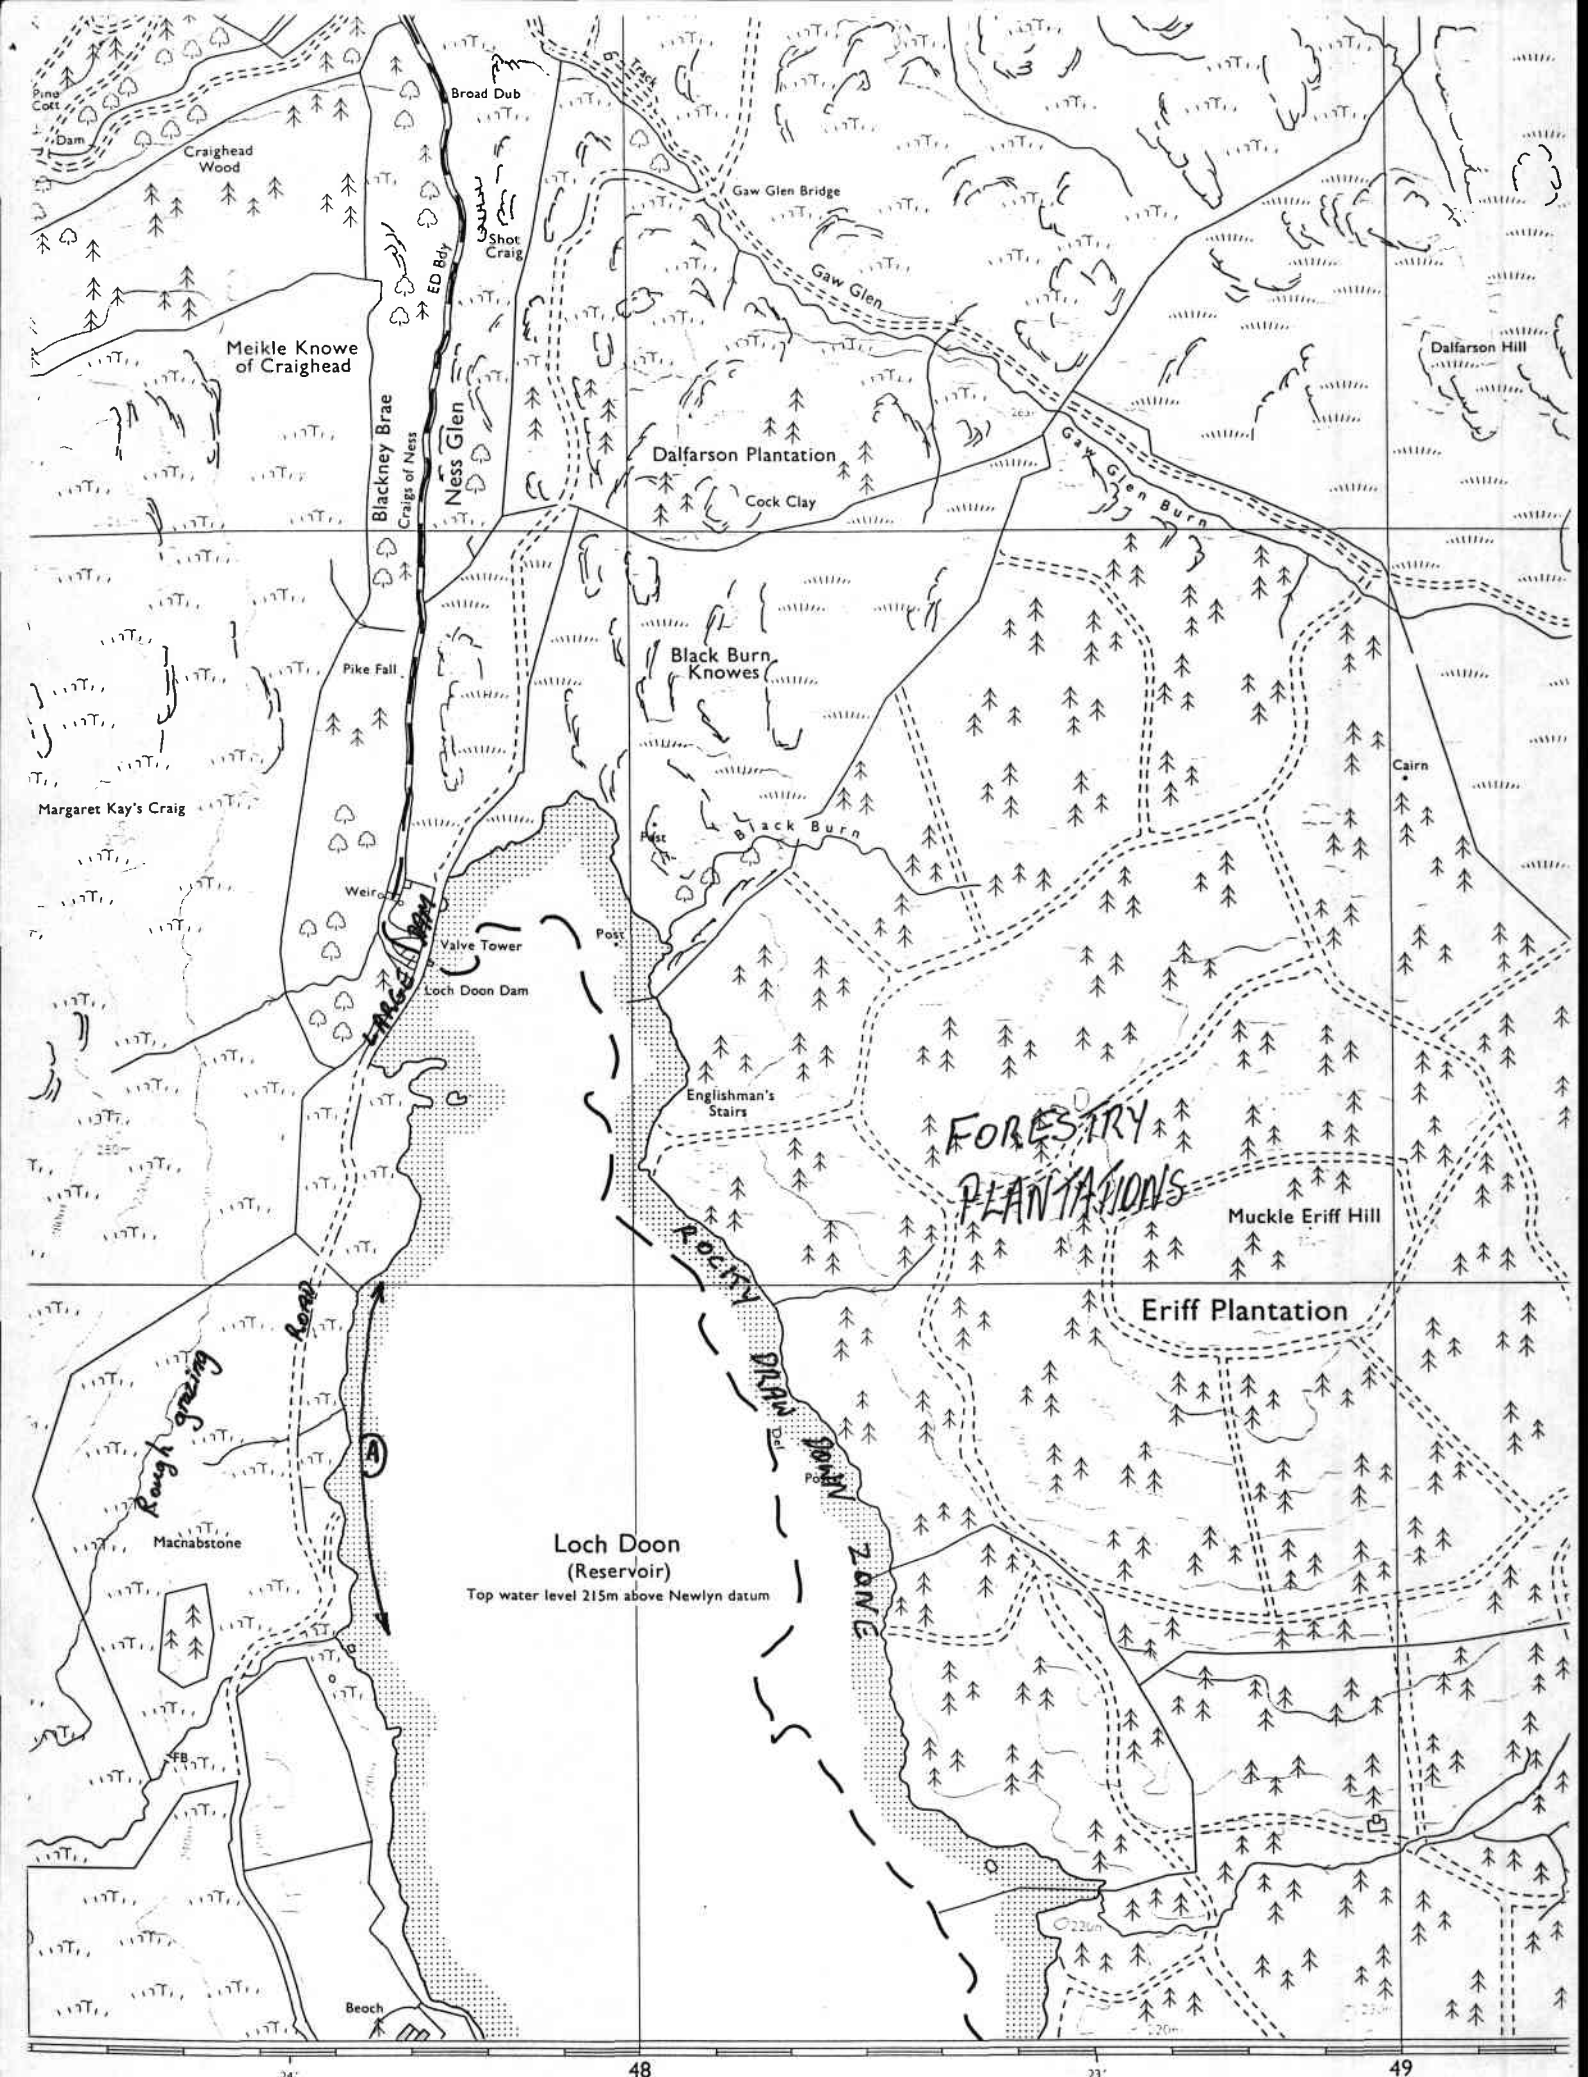 Track
Broad Dub
Pine
Cott
Dam
Craighead
Wood
Gaw Glen Bridge
Shot
Craig
ED Bdy
Gaw Glen
Meikle Knowe
of Craighead
Dalfarson Hill
Blackney Brae
Craigs of Ness
Ness Glen
Dalfarson Plantation
Cock Clay
Gaw Glen Burn
Black Burn
Knowes
Pike Fall
Cairn
Margaret Kay's Craig
Post
Black Burn
Weir
LARGE DAM
Valve Tower
Post
Loch Doon Dam
Englishman's
Stairs
280m
FORESTRY
PLANTATIONS
Muckle Eriff Hill
ROCITY
DRAW
DOWN
ZONE
ROAD
Eriff Plantation
Rough grazing
A
Macnabstone
Loch Doon
(Reservoir)
Top water level 215m above Newlyn datum
FB
220m
Beoch
48
49